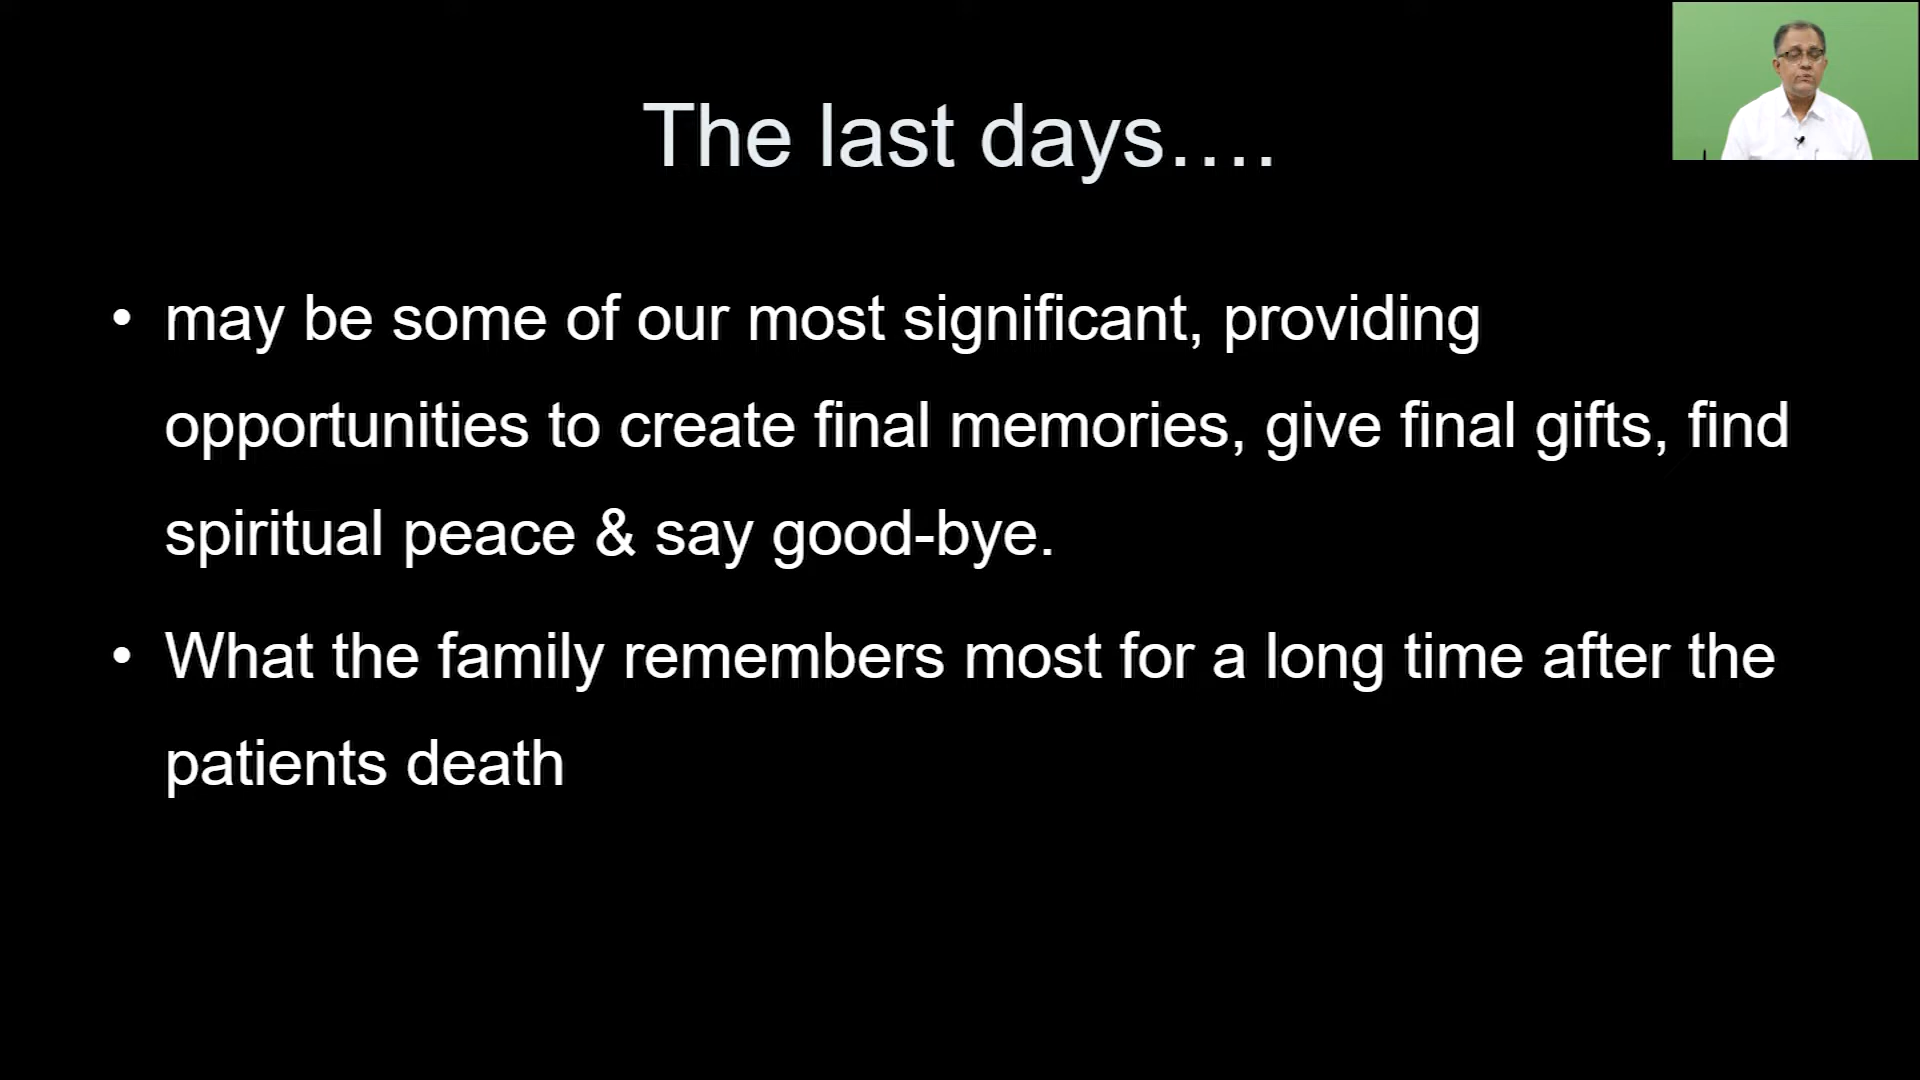 The last days….
• may be some of our most significant, providing
opportunities to create final memories, give final gifts, find
spiritual peace & say good-bye.
• What the family remembers most for a long time after the
patients death